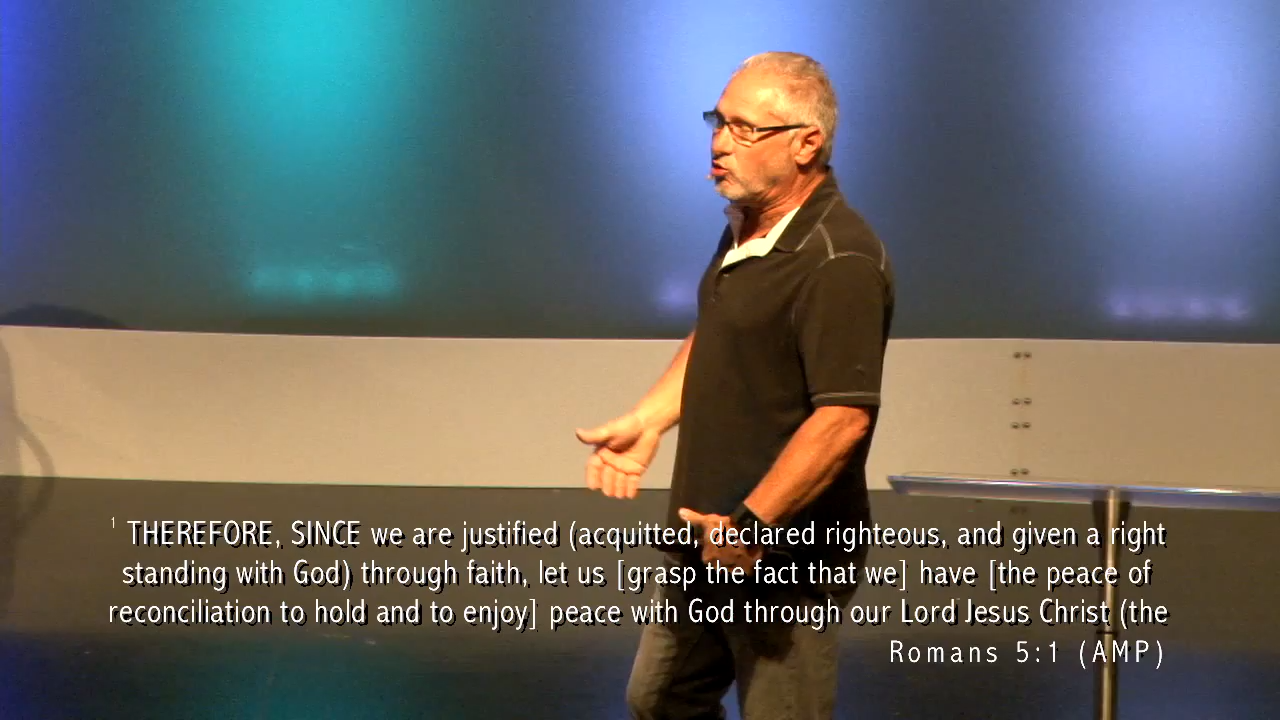 1 THEREFORE, SINCE we are justified (acquitted, declared righteous, and given a right
standing with God) through faith, let us [grasp the fact that we] have [the peace of
reconciliation to hold and to enjoy] peace with God through our Lord Jesus Christ (the
Romans 5:1 (AMP)